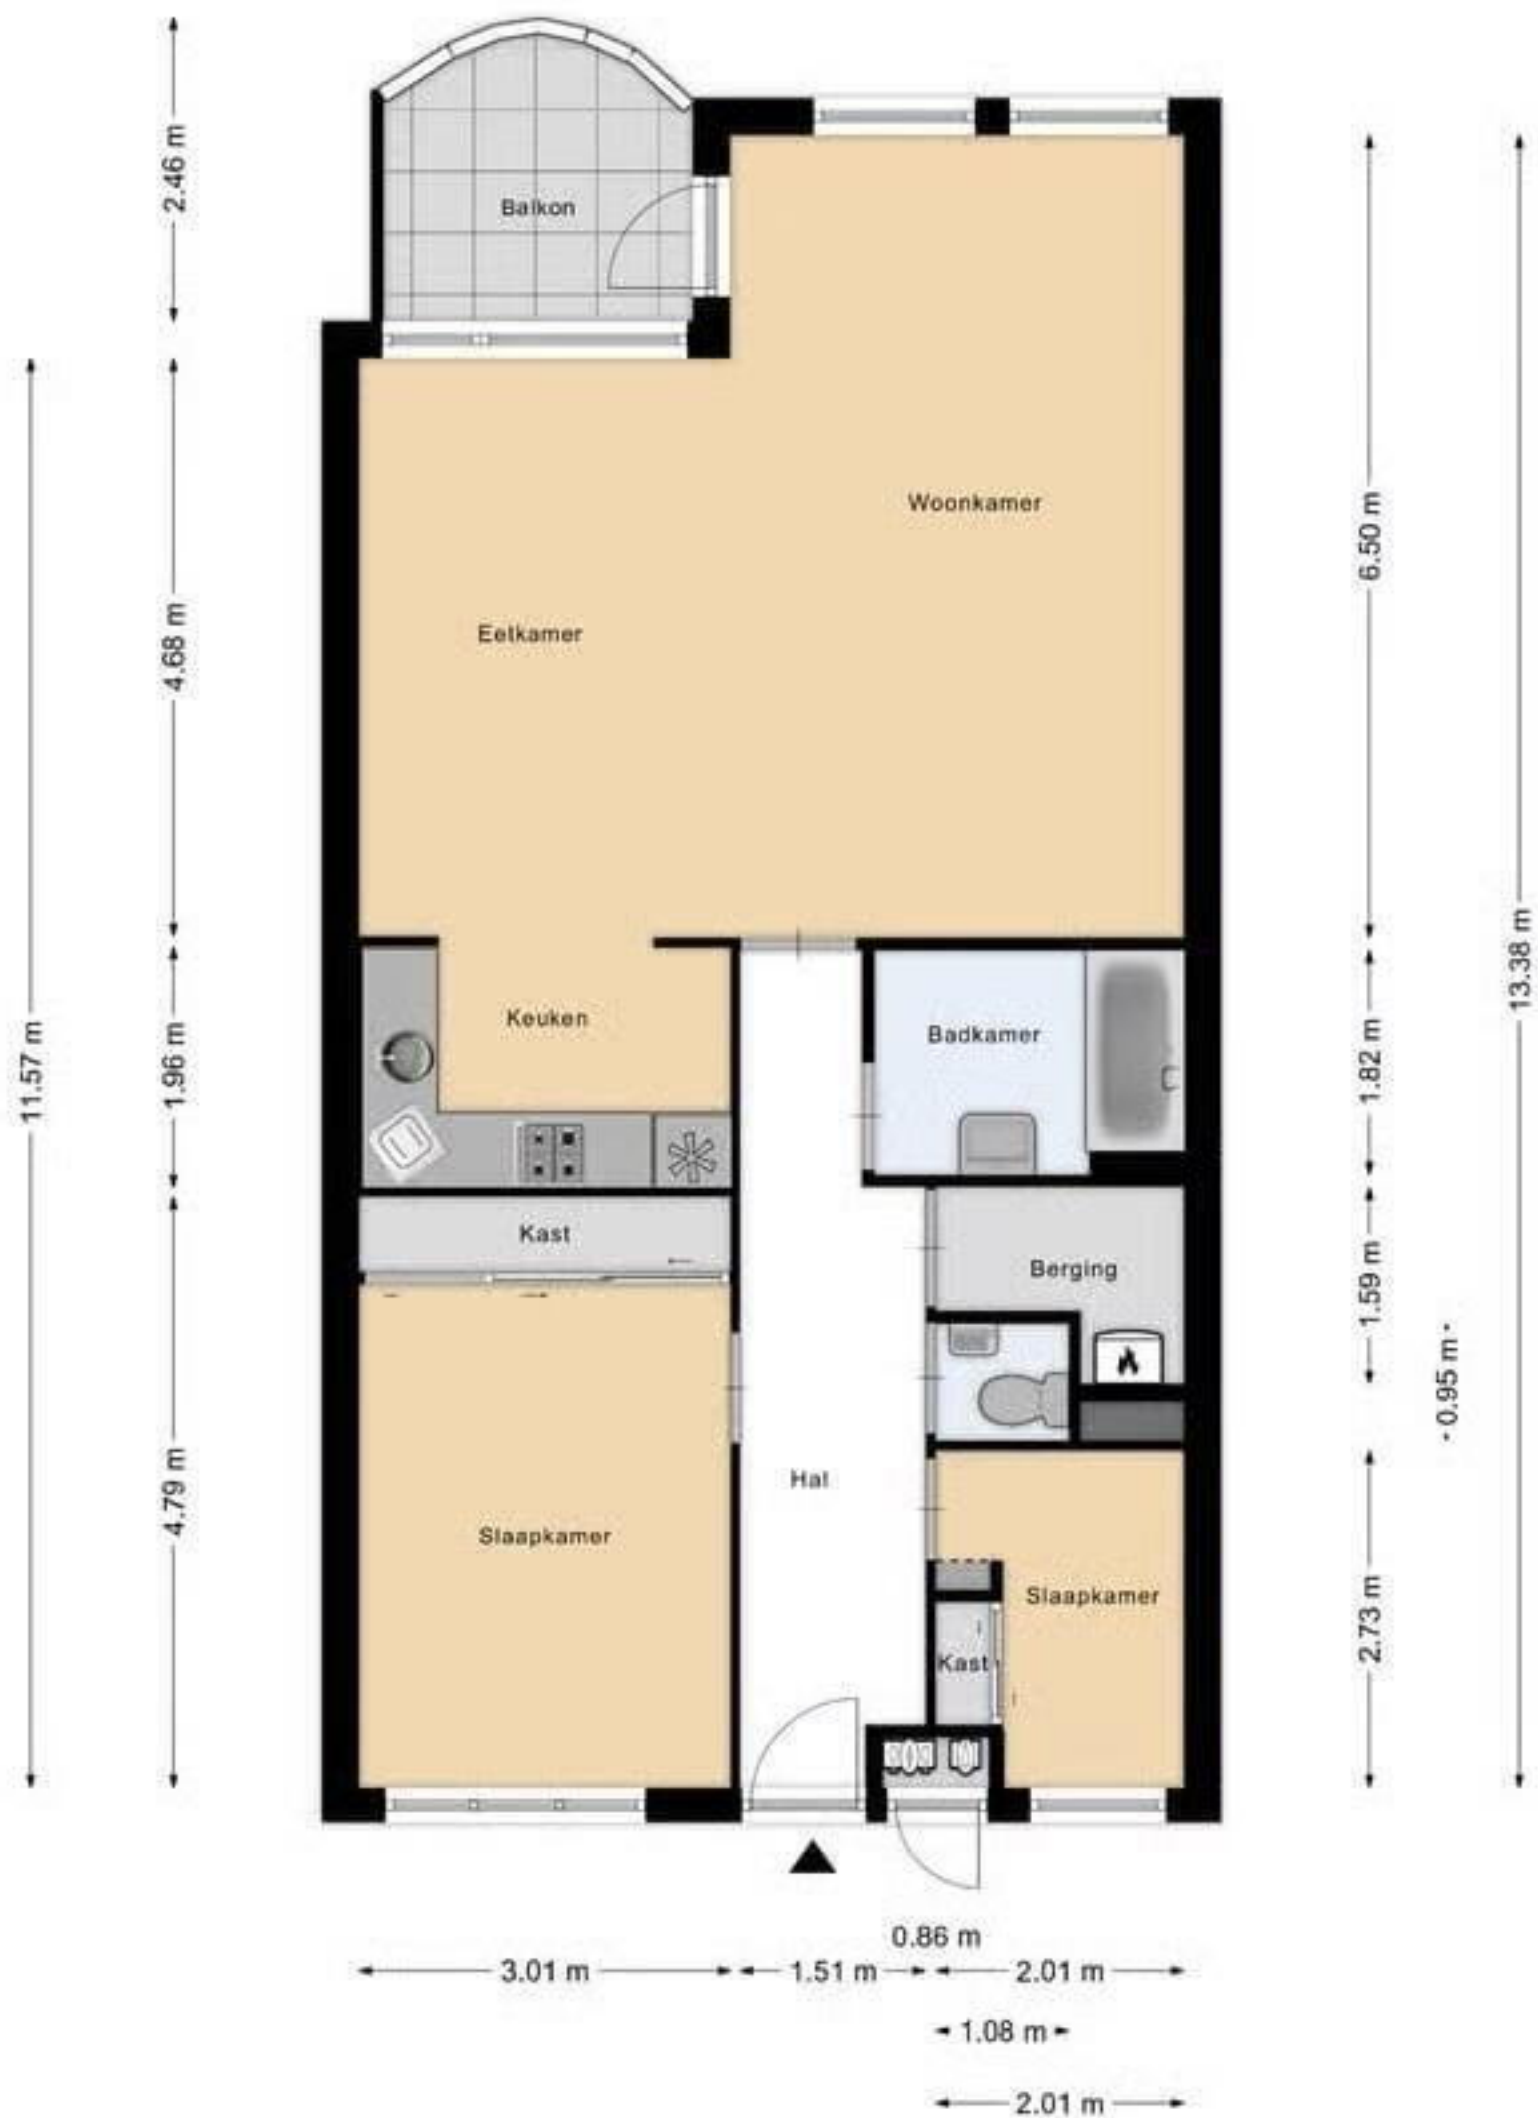 2.46 m
Balkon
Woonkamer
6.50 m
Eetkamer
4.68 m
13.38 m
Keuken
Badkamer
11.57 m
1.96 m
1.82 m
Kast
Berging
1.59 m
0.95 m
Hal
4.79 m
Slaapkamer
Slaapkamer
2.73 m
Kast
0.86 m
3.01 m
1.51 m
2.01 m
1.08 m
2.01 m